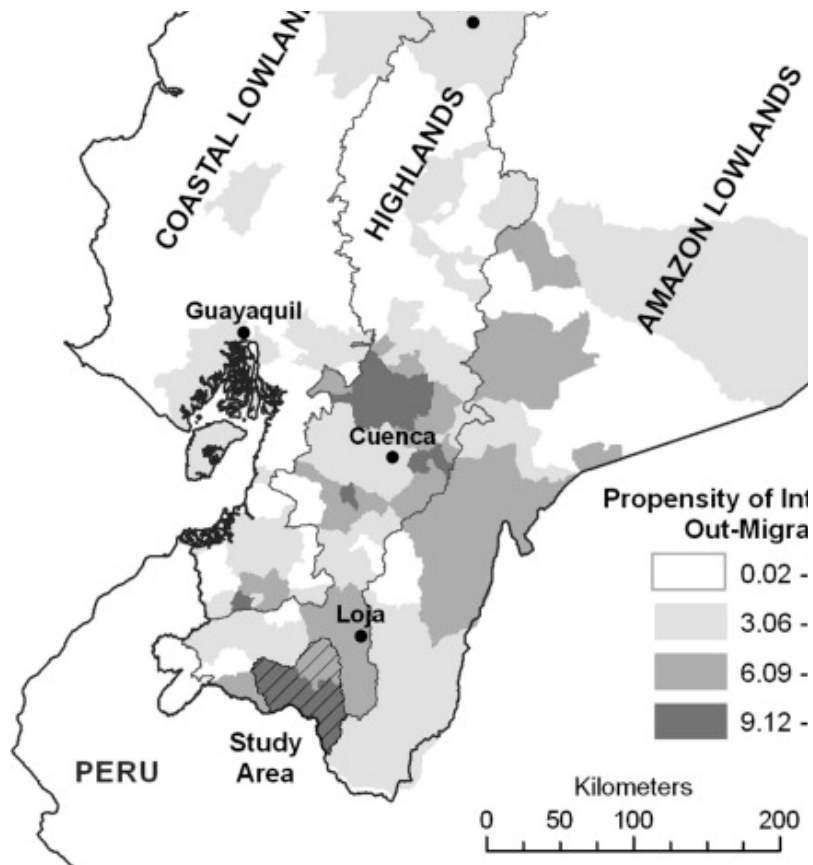 COASTAL LOWLAN
HIGHLANDS
AMAZON LOWLANDS
Guayaquil
Cuenca
Propensity of Int
Out-Migra
0.02 -
3.06 -
6.09 -
9.12 -
Loja
Study
Area
PERU
Kilometers
0 50 100 200